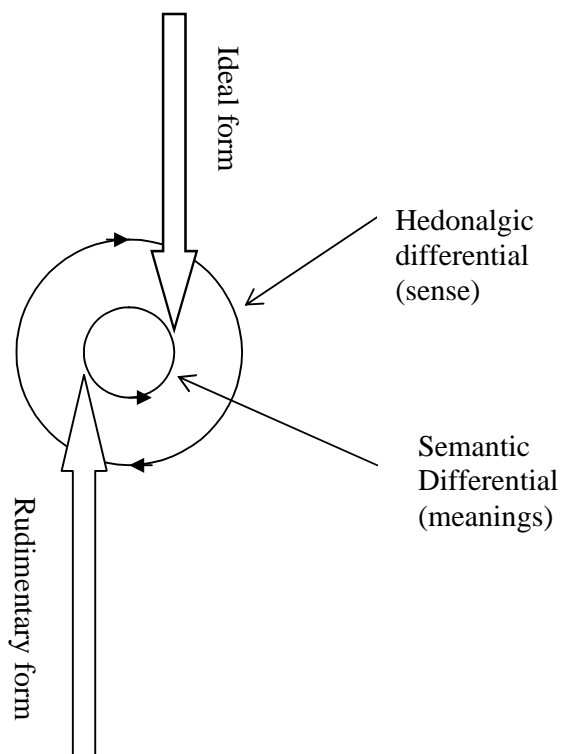 Ideal form
Hedonalgic
differential
(sense)
Semantic
Differential
(meanings)
Rudimentary form